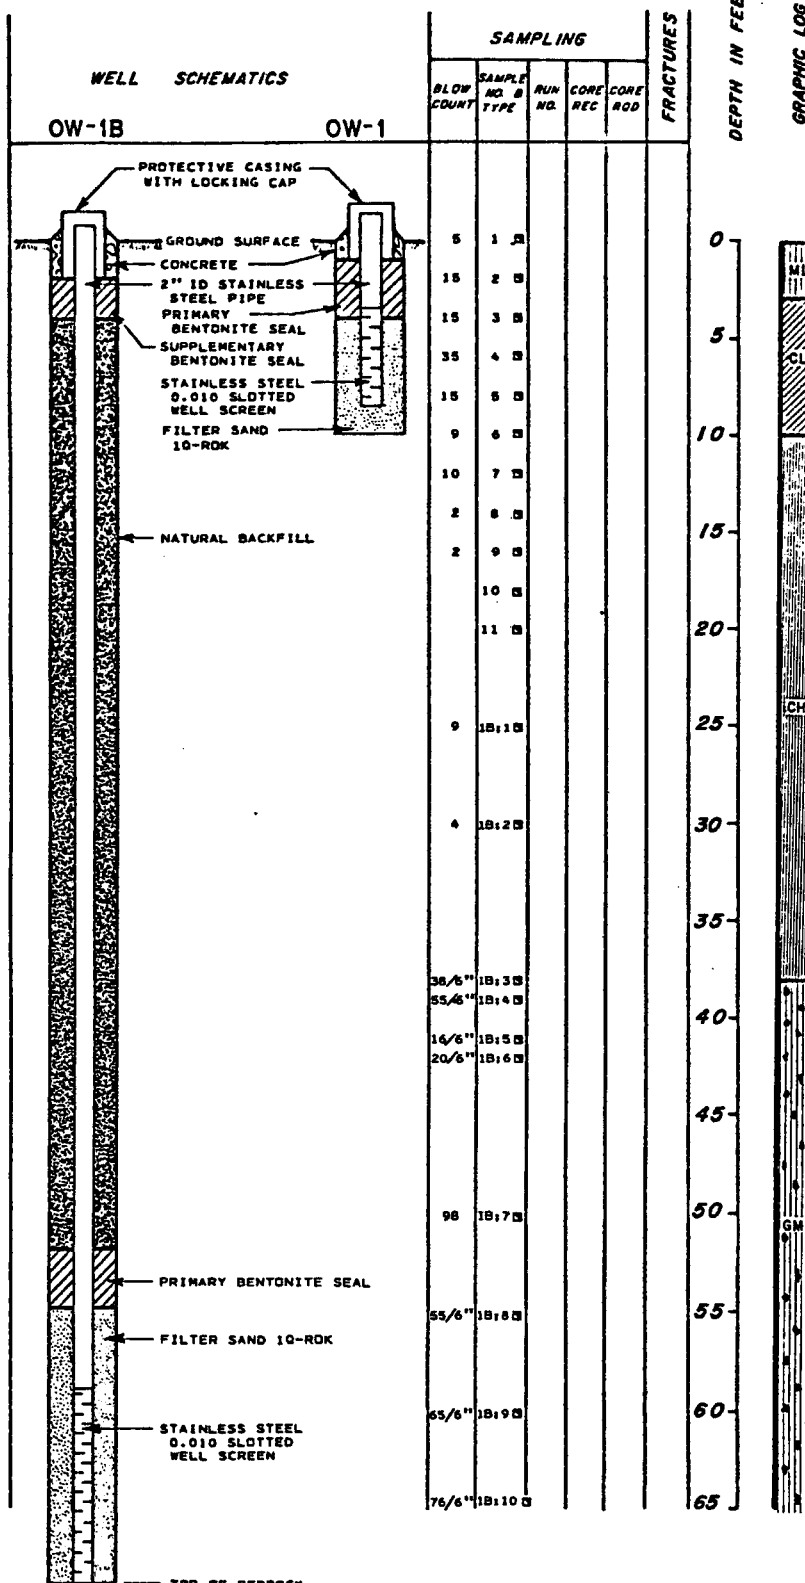 WELL SCHEMATICS
OW-1B OW-1
SAMPLING
BLOW COUNT
SAMPLE NO. & TYPE
RUN NO.
CORE REC
CORE RQD
FRACTURES
DEPTH IN FEE
GRAPHIC LOG
PROTECTIVE CASING
WITH LOCKING CAP
GROUND SURFACE
CONCRETE
2" ID STAINLESS
STEEL PIPE
PRIMARY
BENTONITE SEAL
SUPPLEMENTARY
BENTONITE SEAL
STAINLESS STEEL
0.010 SLOTTED
WELL SCREEN
FILTER SAND
1Q-ROK
NATURAL BACKFILL
PRIMARY BENTONITE SEAL
FILTER SAND 1Q-ROK
STAINLESS STEEL
0.010 SLOTTED
WELL SCREEN
5 1
15 2
15 3
35 4
15 5
9 6
10 7
2 8
2 9
10
11
9 1B:1
4 1B:2
38/6" 1B:3
55/6" 1B:4
16/6" 1B:5
20/6" 1B:6
98 1B:7
55/6" 1B:8
65/6" 1B:9
76/6" 1B:10
0
5
10
15
20
25
30
35
40
45
50
55
60
65
CL
CH
GM